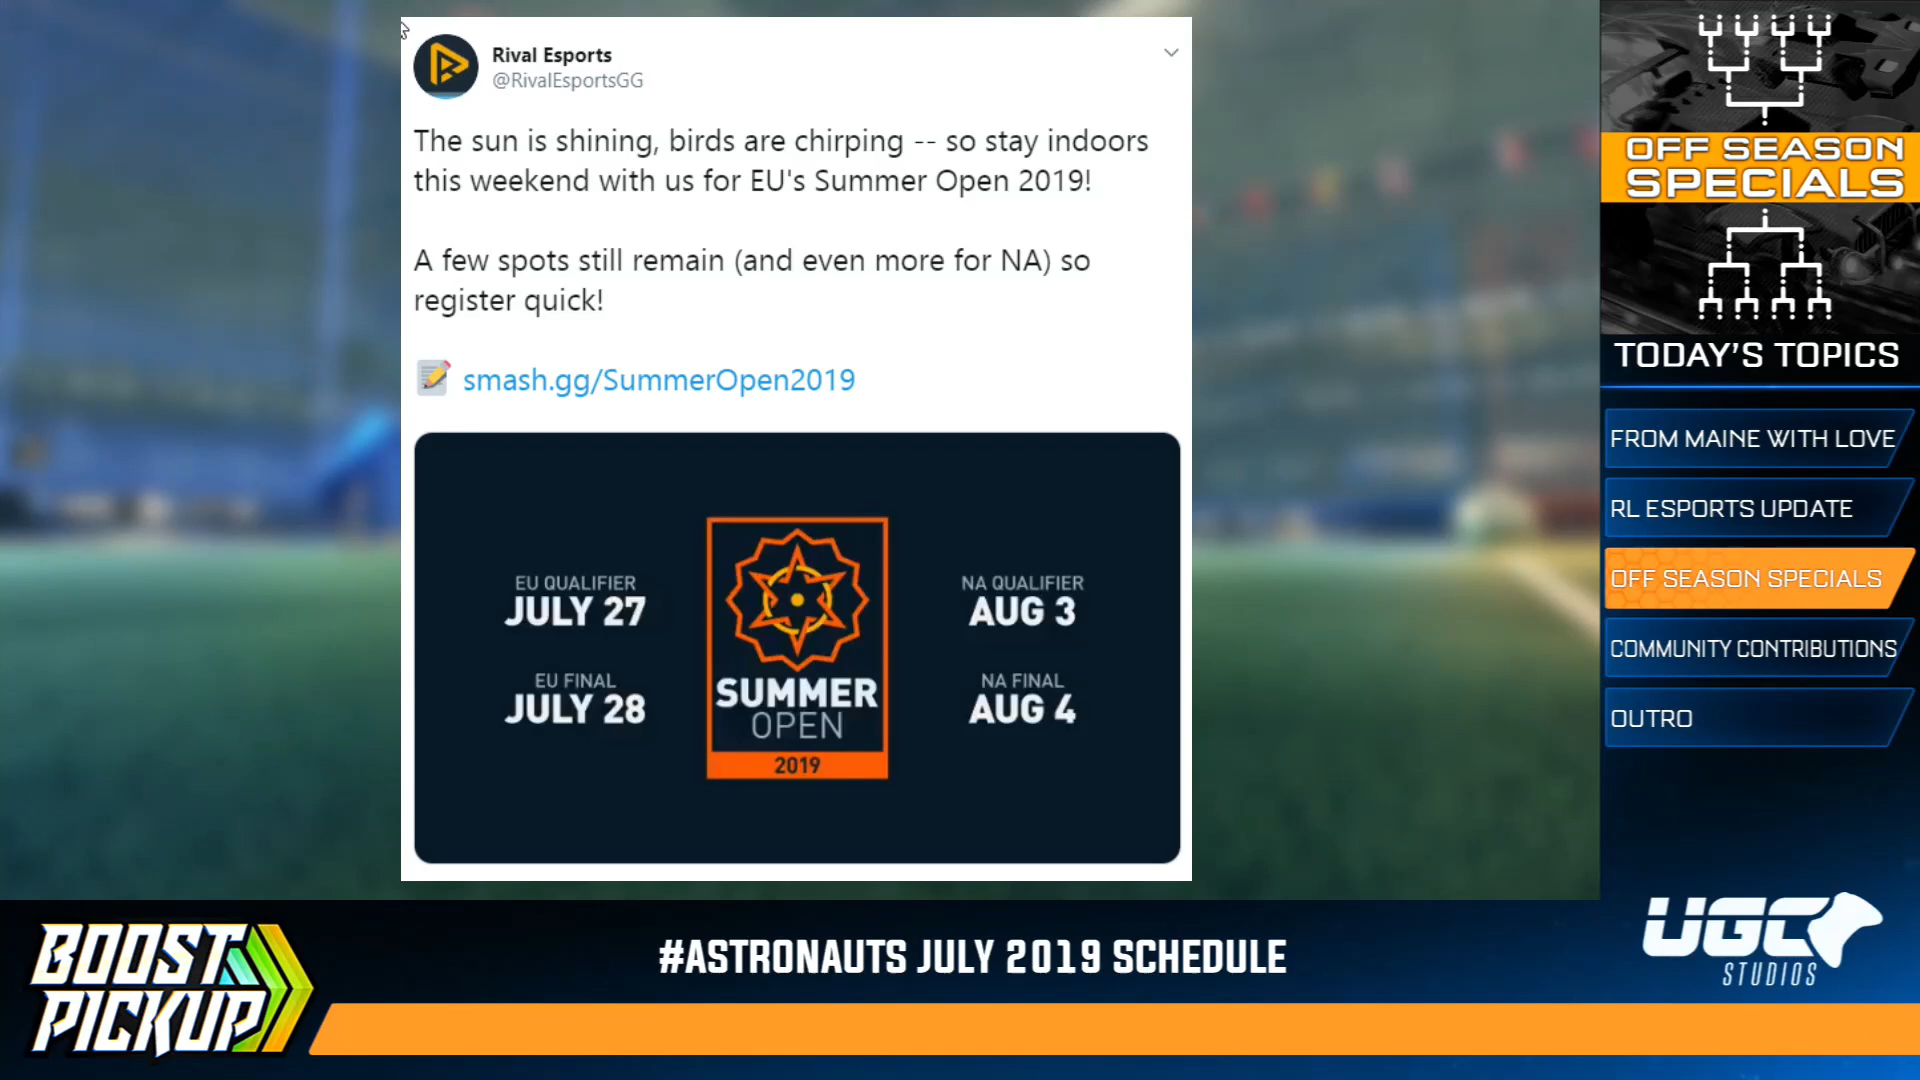 Rival Esports
@RivalEsportsGG
The sun is shining, birds are chirping -- so stay indoors
this weekend with us for EU's Summer Open 2019!
A few spots still remain (and even more for NA) so
register quick!
smash.gg/SummerOpen2019
EU QUALIFIER
JULY 27
EU FINAL
JULY 28
SUMMER
OPEN
2019
NA QUALIFIER
AUG 3
NA FINAL
AUG 4
OFF SEASON
SPECIALS
TODAY'S TOPICS
FROM MAINE WITH LOVE
RL ESPORTS UPDATE
OFF SEASON SPECIALS
COMMUNITY CONTRIBUTIONS
OUTRO
BOOST
PICKUP
#ASTRONAUTS JULY 2019 SCHEDULE
UGC
STUDIOS